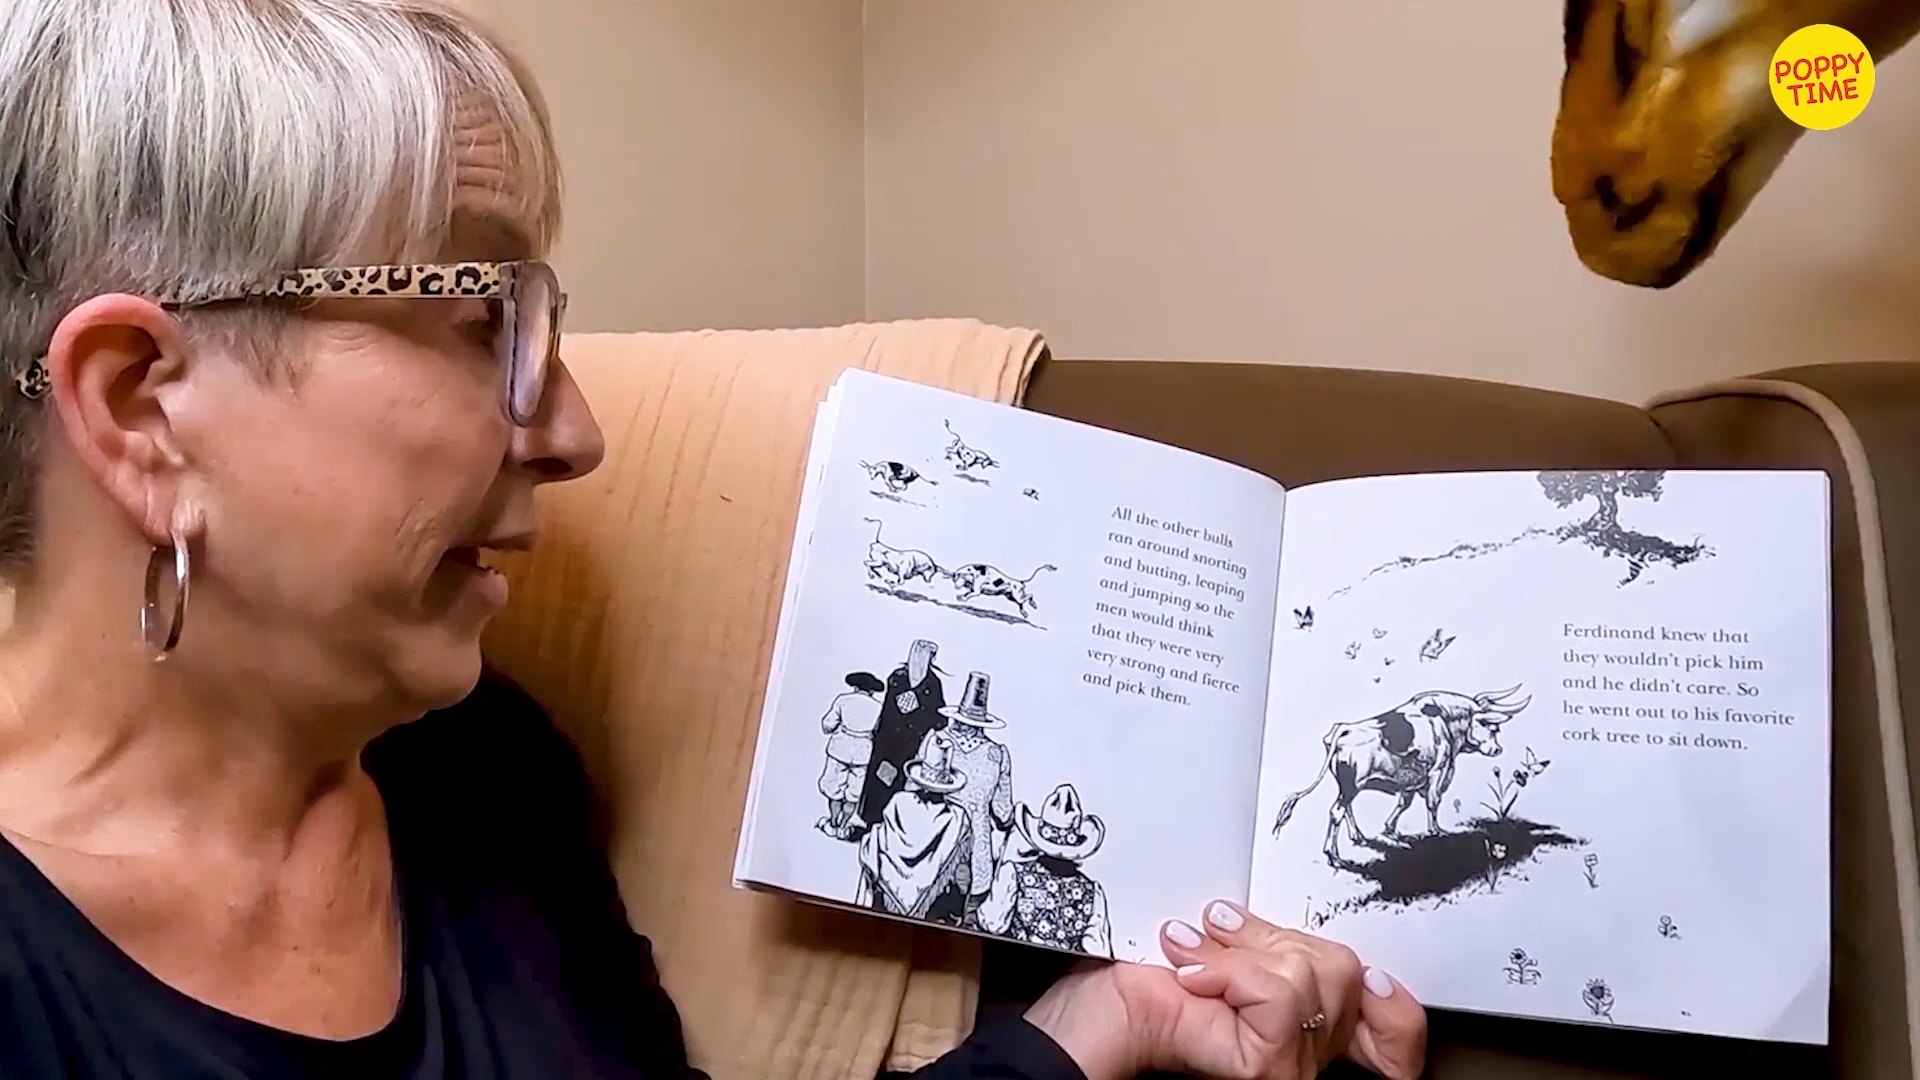 POPPY
TIME
All the other bulls
ran around snorting
and butting, leaping
and jumping so the
men would think
that they were very
very strong and fierce
and pick them.
Ferdinand knew that
they wouldn't pick him
and he didn't care. So
he went out to his favorite
cork tree to sit down.